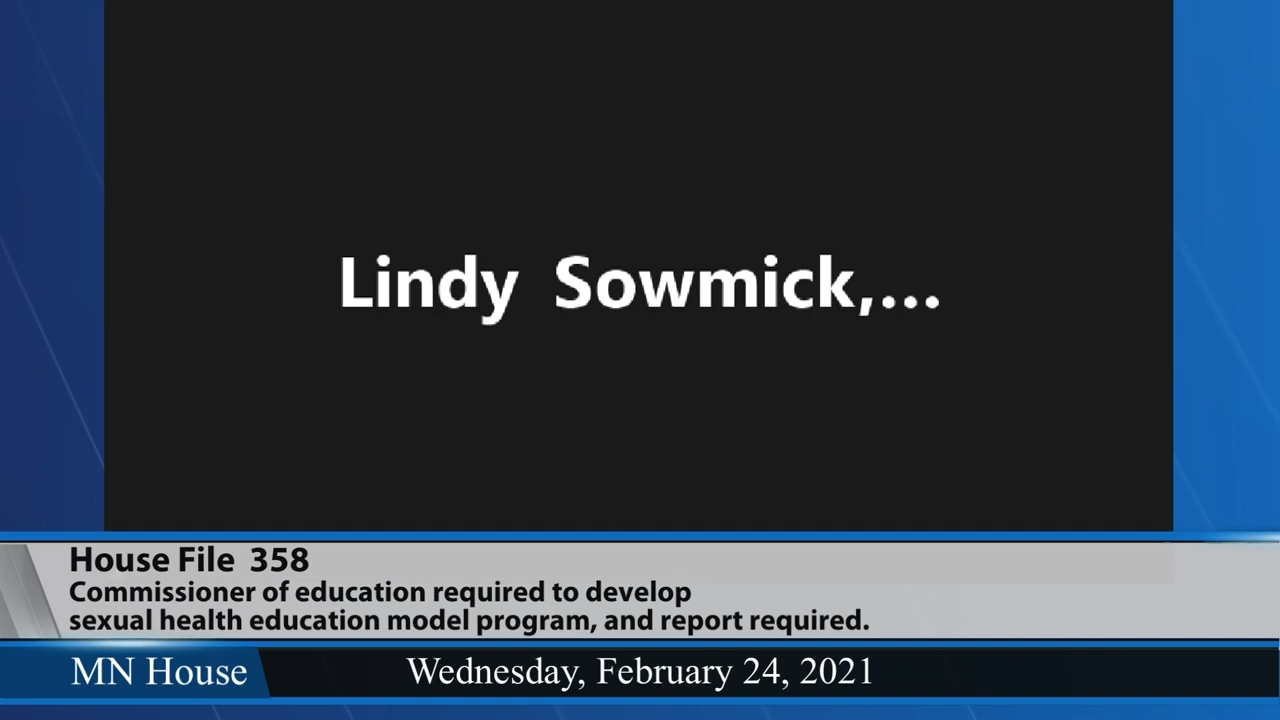 Lindy Sowmick,...
House File 358
Commissioner of education required to develop
sexual health education model program, and report required.
MN House
Wednesday, February 24, 2021